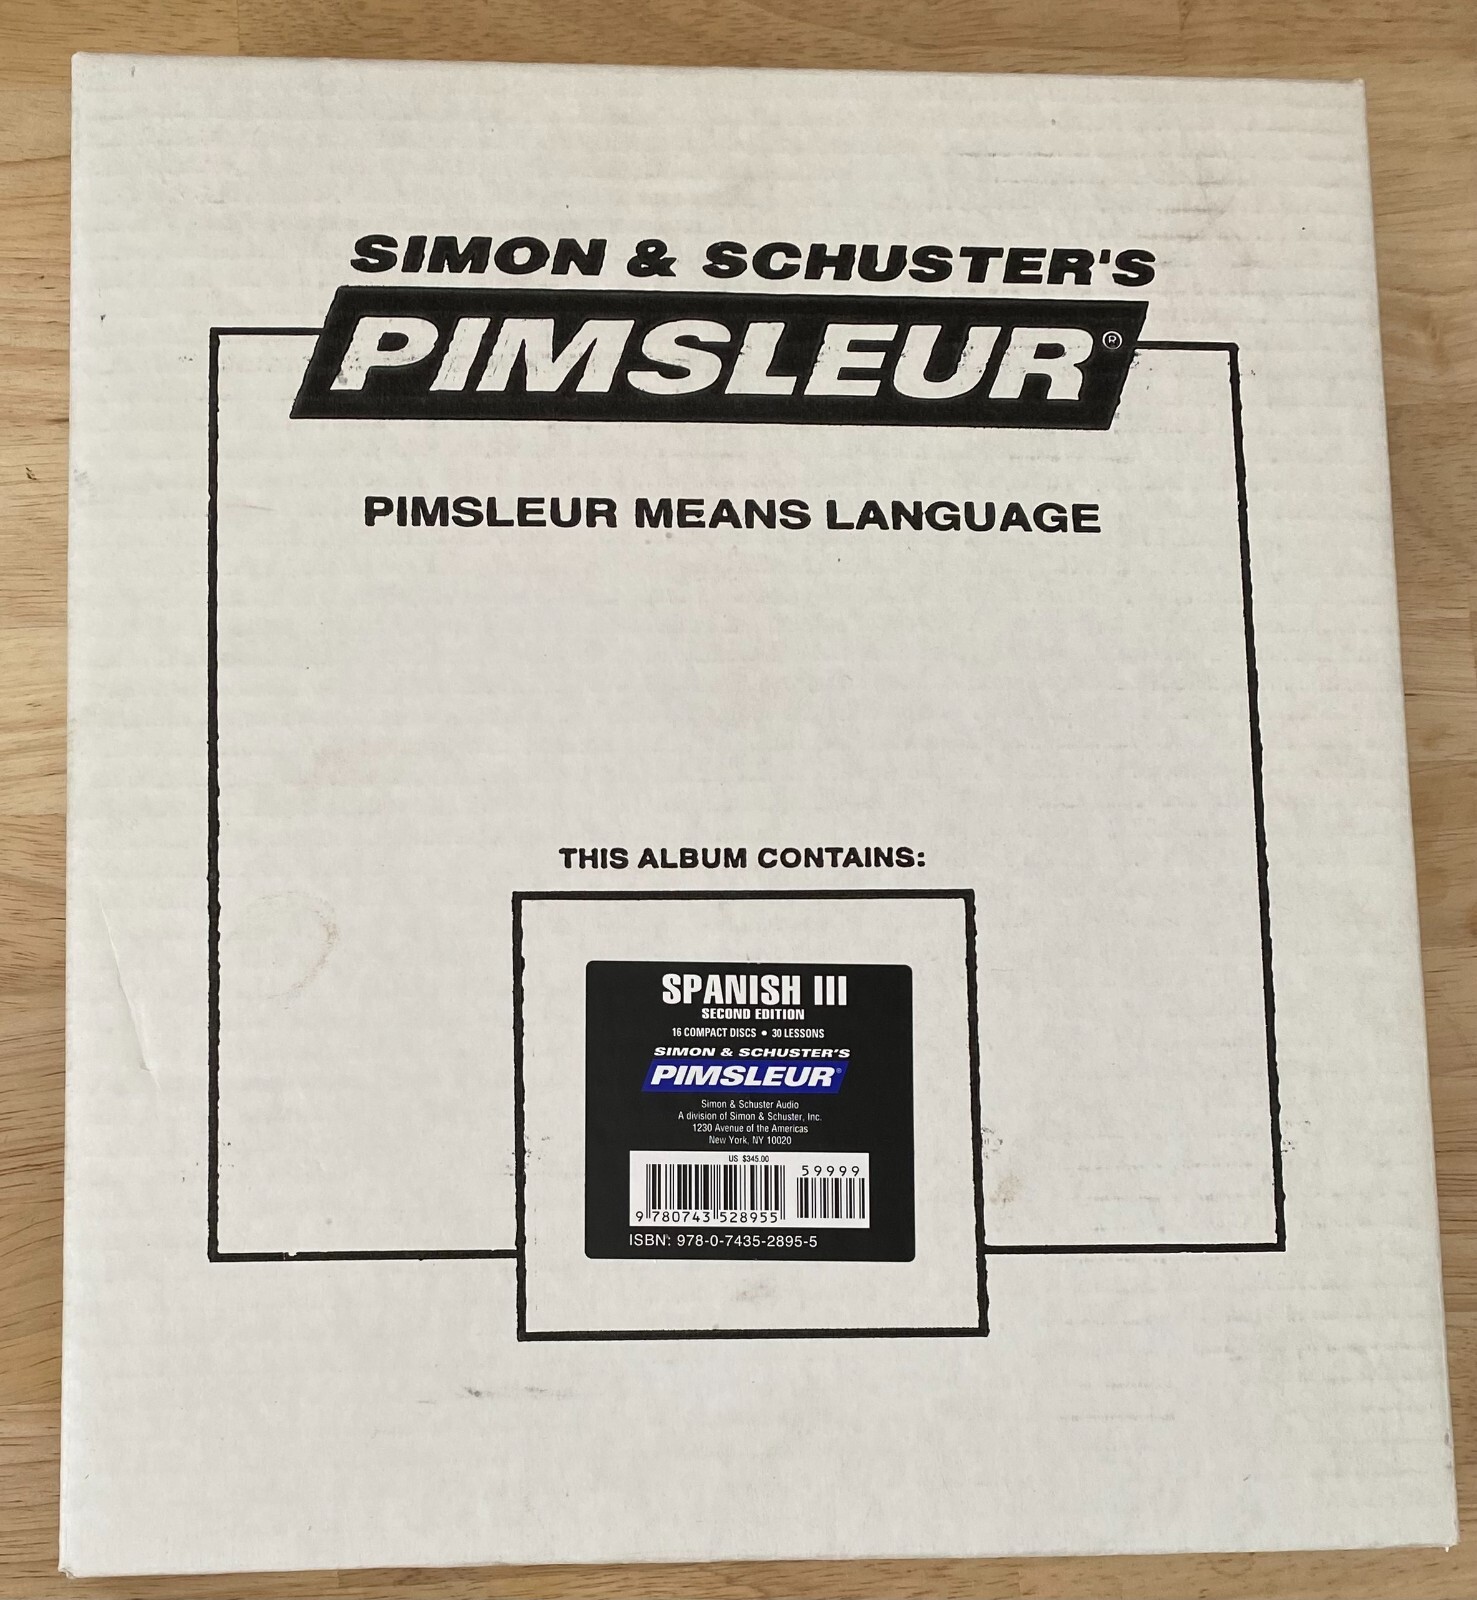 SIMON & SCHUSTER'S
PIMSLEUR®
PIMSLEUR MEANS LANGUAGE
THIS ALBUM CONTAINS:
SPANISH III
SECOND EDITION
16 COMPACT DISCS • 30 LESSONS
SIMON & SCHUSTER'S
PIMSLEUR®
Simon & Schuster Audio
A division of Simon & Schuster, Inc.
1230 Avenue of the Americas
New York, NY 10020
US $345.00
59999
9 780743 528955
ISBN: 978-0-7435-2895-5